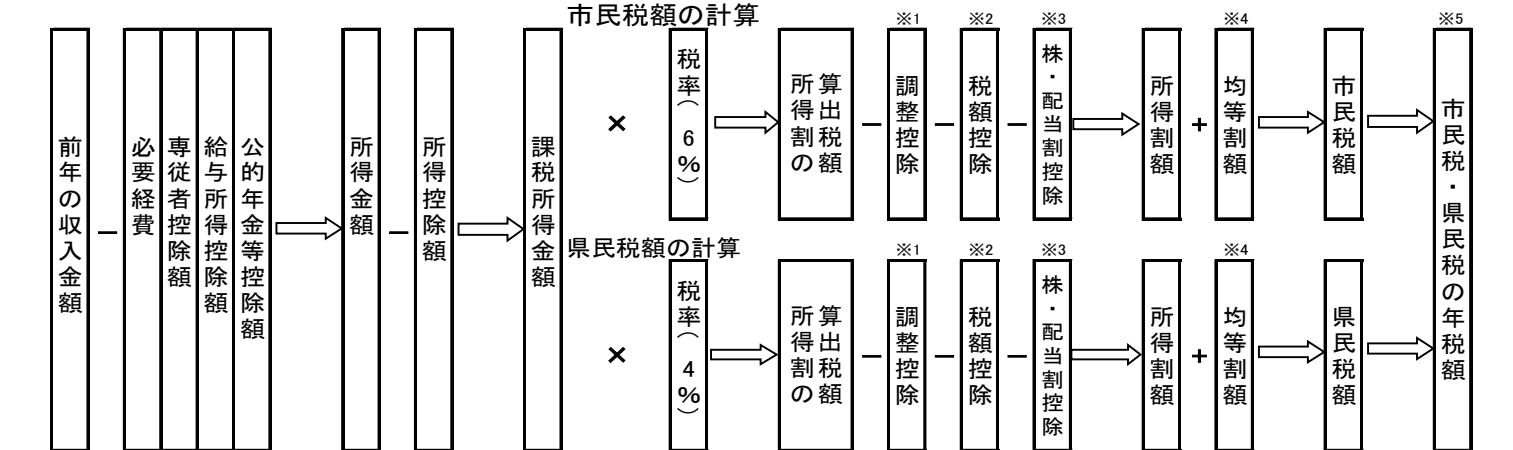 前年の収入金額
－
必要経費
専従者控除額
給与所得控除額
公的年金等控除額
所得金額
－
所得控除額
課税所得金額
市民税額の計算
×
税率（6%）
所得割の
算出税額
－
※1
調整控除
－
※2
税額控除
－
※3
株・配当割控除
所得割額
+
※4
均等割額
市民税額
県民税額の計算
×
税率（4%）
所得割の
算出税額
－
※1
調整控除
－
※2
税額控除
－
※3
株・配当割控除
所得割額
+
※4
均等割額
県民税額
※5
市民税・県民税の年税額